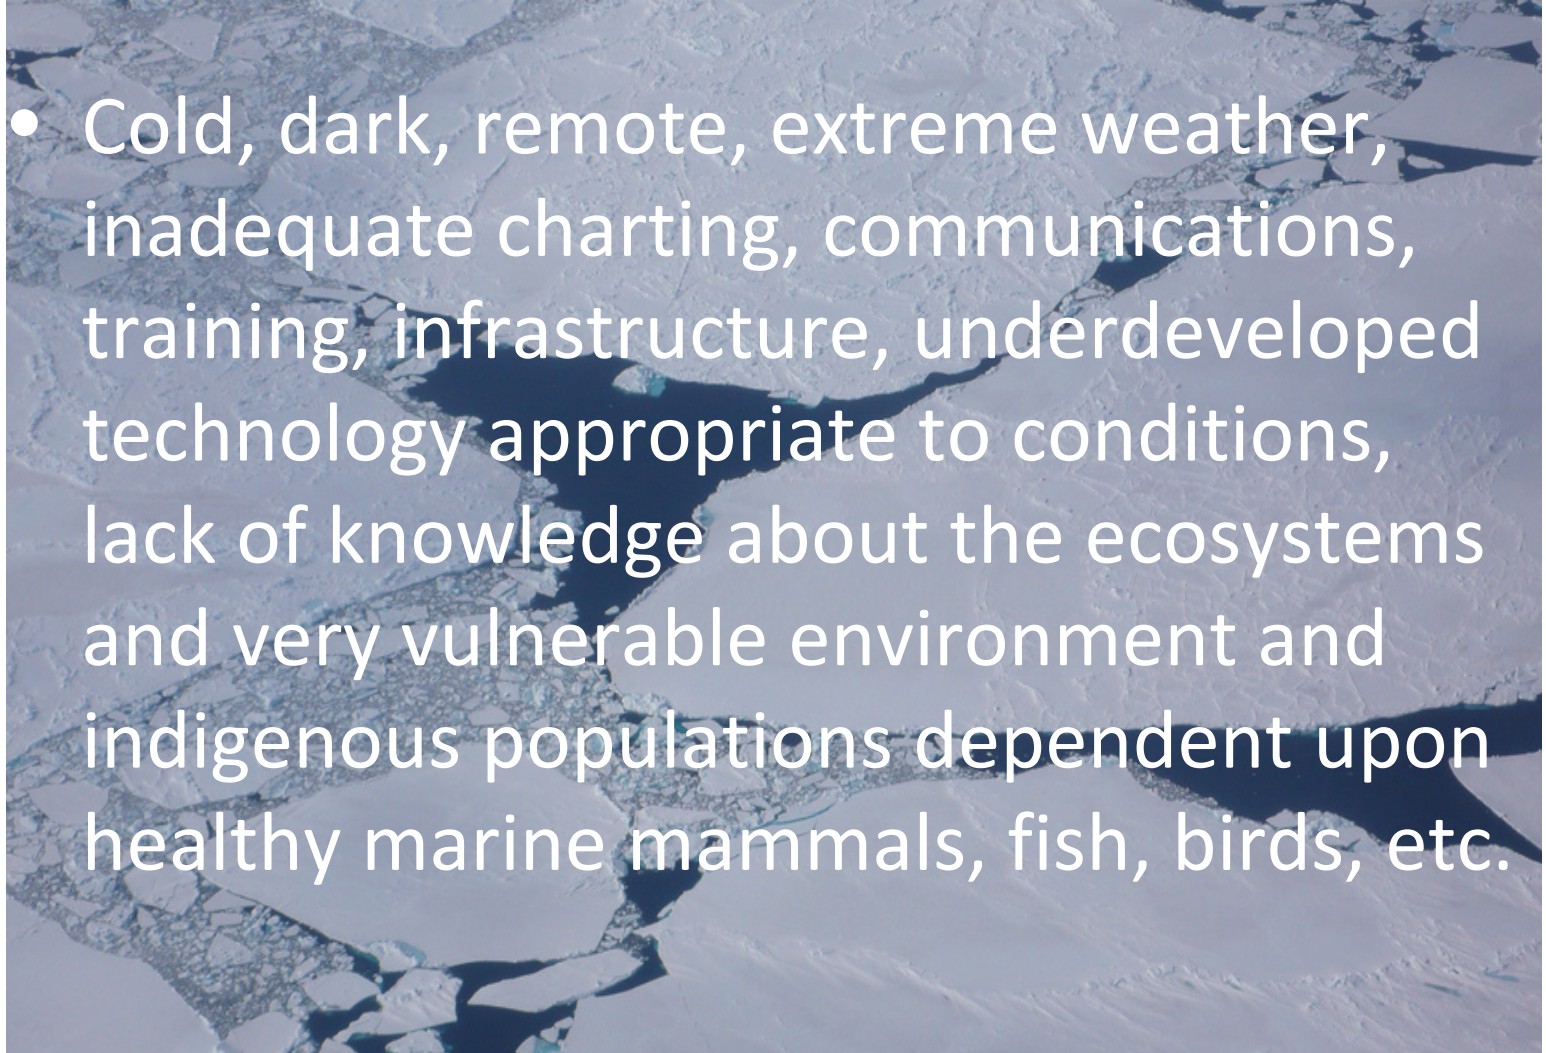 • Cold, dark, remote, extreme weather,
inadequate charting, communications,
training, infrastructure, underdeveloped
technology appropriate to conditions,
lack of knowledge about the ecosystems
and very vulnerable environment and
indigenous populations dependent upon
healthy marine mammals, fish, birds, etc.